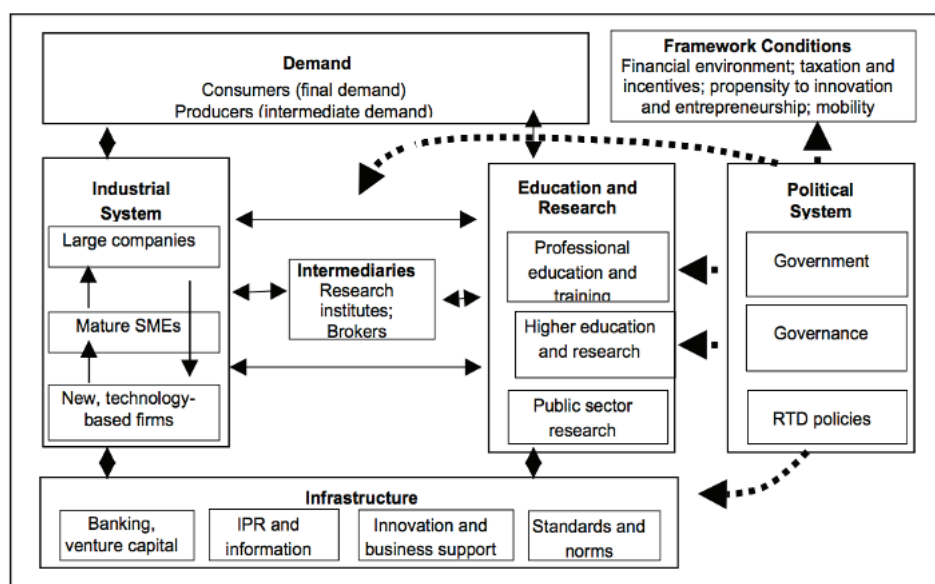 Demand
Consumers (final demand)
Producers (intermediate demand)
Framework Conditions
Financial environment; taxation and
incentives; propensity to innovation
and entrepreneurship; mobility
Industrial
System
Large companies
Mature SMEs
New, technology-
based firms
Intermediaries
Research
institutes;
Brokers
Education and
Research
Professional
education and
training
Higher education
and research
Public sector
research
Political
System
Government
Governance
RTD policies
Infrastructure
Banking,
venture capital
IPR and
information
Innovation and
business support
Standards and
norms